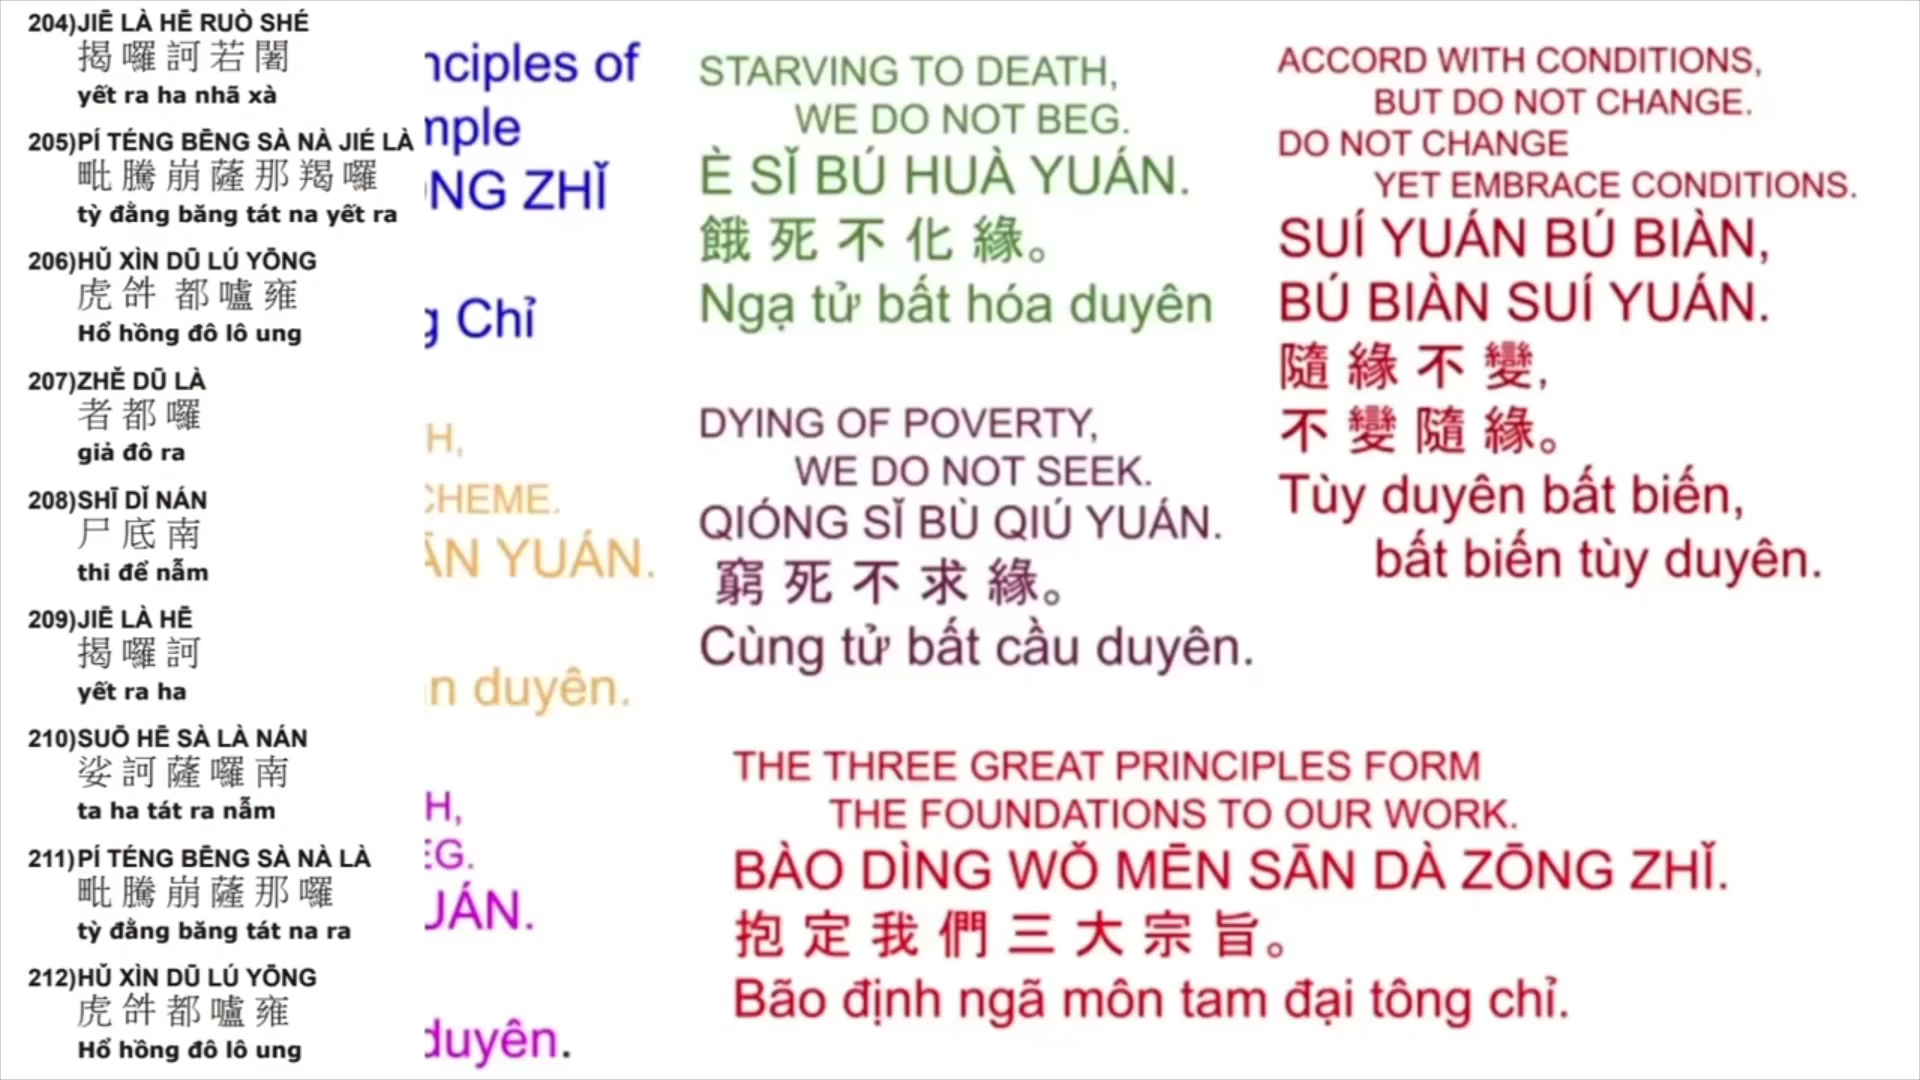 204)JIĒ LÀ HĒ RUÒ SHÉ
揭 囉 訶 若 闍
yết ra ha nhã xà
205)PÍ TÉNG BĒNG SÀ NÀ JIÉ LÀ
毗 騰 崩 薩 那 羯 囉
tỳ đằng băng tát na yết ra
206)HǓ XÌN DŪ LÚ YŌNG
虎 𤙖 都 嚧 雍
Hổ hồng đô lô ung
207)ZHĚ DŪ LÀ
者 都 囉
giả đô ra
208)SHĪ DǏ NÁN
尸 底 南
thi để nẫm
209)JIĒ LÀ HĒ
揭 囉 訶
yết ra ha
210)SUŌ HĒ SÀ LÀ NÁN
娑 訶 薩 囉 南
ta ha tát ra nẫm
211)PÍ TÉNG BĒNG SÀ NÀ LÀ
毗 騰 崩 薩 那 囉
tỳ đằng băng tát na ra
212)HǓ XÌN DŪ LÚ YŌNG
虎 𤙖 都 嚧 雍
Hổ hồng đô lô ung
nciples of
mple
NG ZHǏ
g Chỉ
H,
CHEME.
ĀN YUÁN.
n duyên.
H,
EG.
UÁN.
duyên.
STARVING TO DEATH,
WE DO NOT BEG.
È SǏ BÚ HUÀ YUÁN.
餓 死 不 化 緣。
Ngạ tử bất hóa duyên
DYING OF POVERTY,
WE DO NOT SEEK.
QIÓNG SǏ BÙ QIÚ YUÁN.
窮 死 不 求 緣。
Cùng tử bất cầu duyên.
ACCORD WITH CONDITIONS,
BUT DO NOT CHANGE.
DO NOT CHANGE
YET EMBRACE CONDITIONS.
SUÍ YUÁN BÚ BIÀN,
BÚ BIÀN SUÍ YUÁN.
隨 緣 不 變,
不 變 隨 緣。
Tùy duyên bất biến,
bất biến tùy duyên.
THE THREE GREAT PRINCIPLES FORM
THE FOUNDATIONS TO OUR WORK.
BÀO DÌNG WǑ MĒN SĀN DÀ ZŌNG ZHǏ.
抱 定 我 們 三 大 宗 旨。
Bão định ngã môn tam đại tông chỉ.